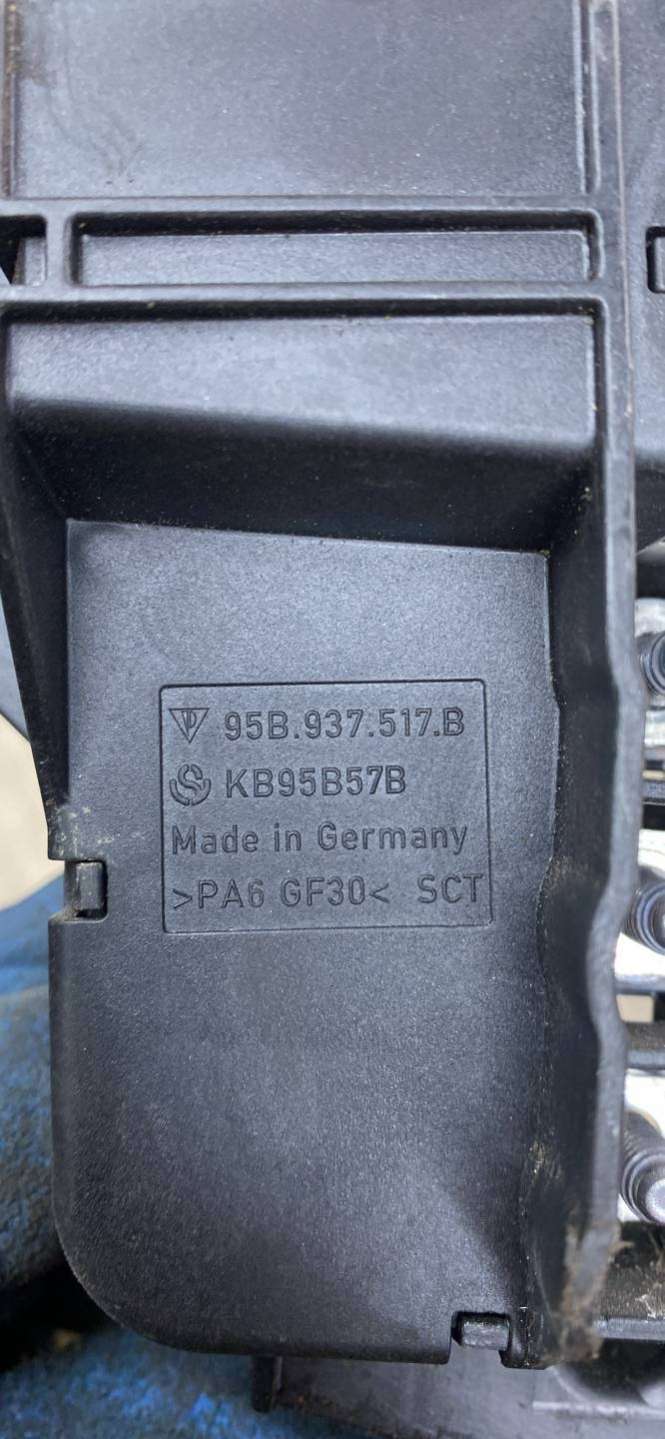 95B.937.517.B
KB95B57B
Made in Germany
>PA6 GF30< SCT